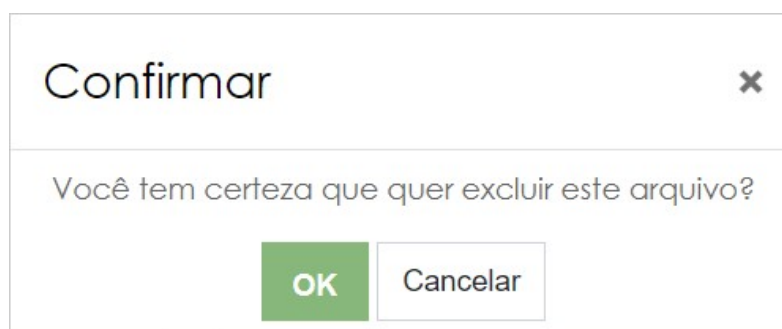 Confirmar
Você tem certeza que quer excluir este arquivo?
OK Cancelar